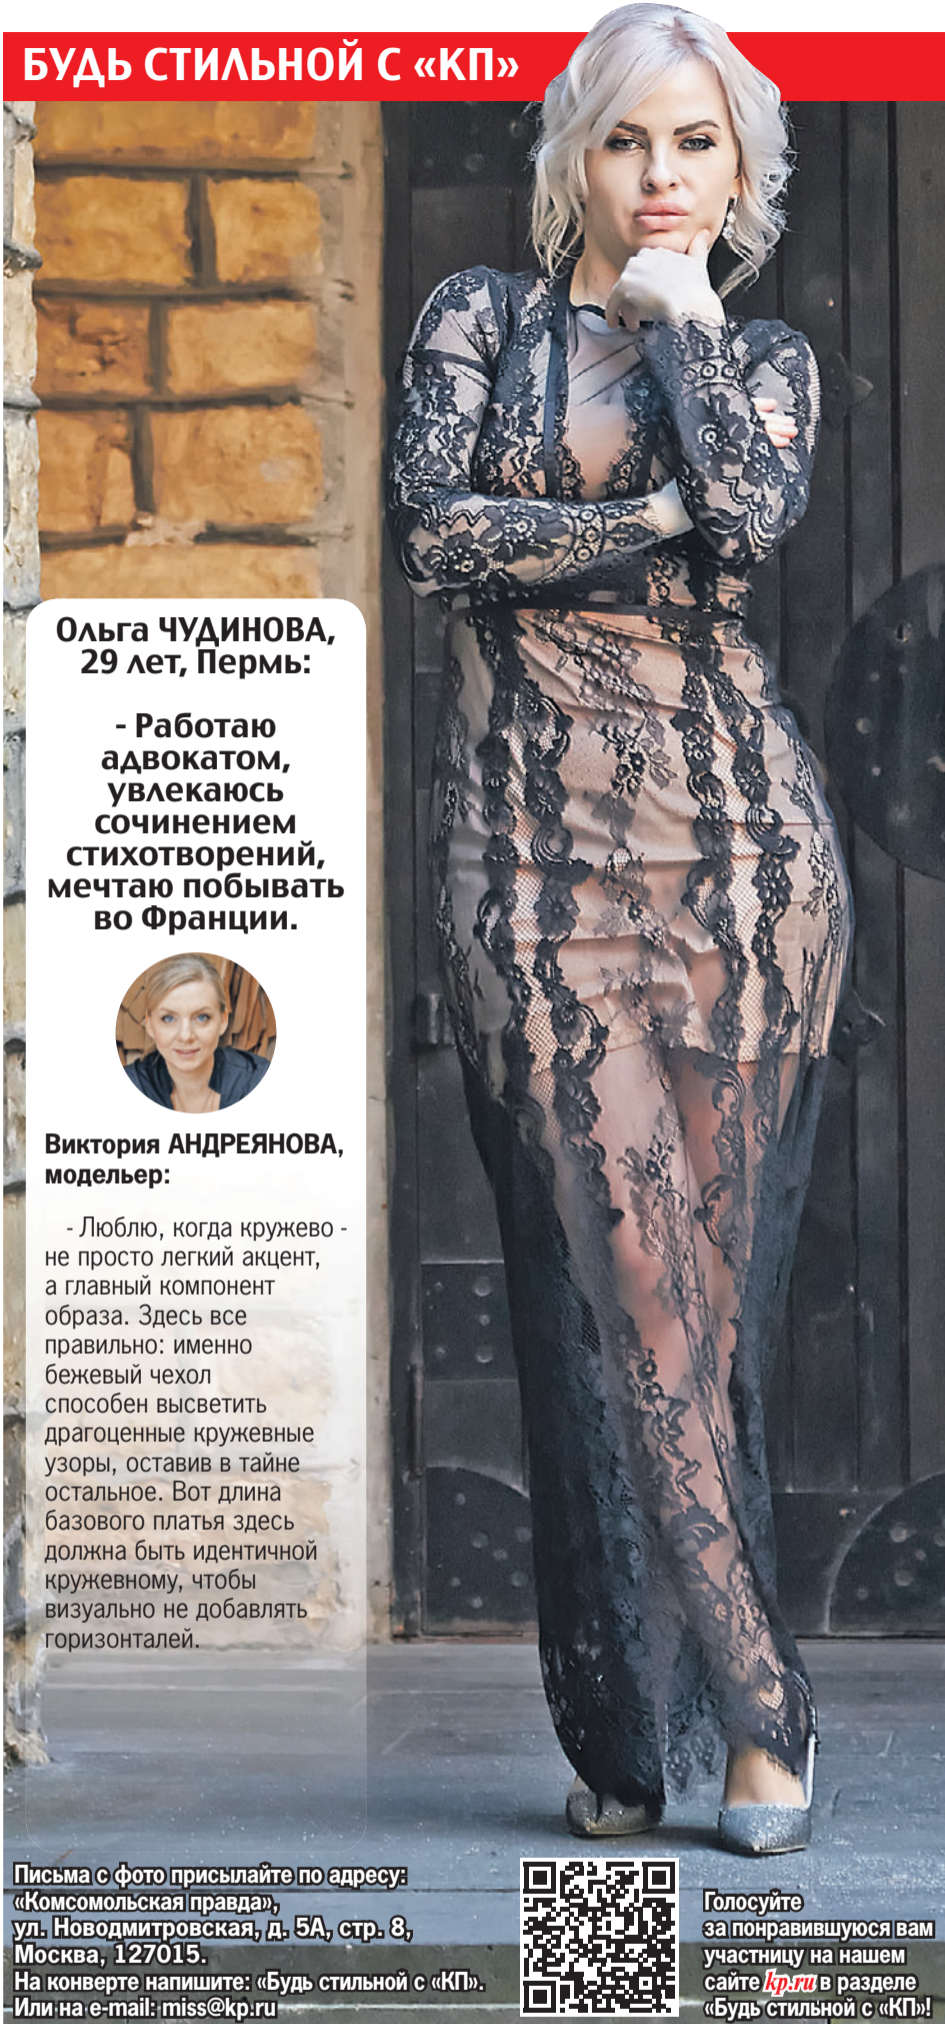 БУДЬ СТИЛЬНОЙ С «КП»
Ольга ЧУДИНОВА,
29 лет, Пермь:
- Работаю
адвокатом,
увлекаюсь
сочинением
стихотворений,
мечтаю побывать
во Франции.
Виктория АНДРЕЯНОВА,
модельер:
- Люблю, когда кружево -
не просто легкий акцент,
а главный компонент
образа. Здесь все
правильно: именно
бежевый чехол
способен высветить
драгоценные кружевные
узоры, оставив в тайне
остальное. Вот длина
базового платья здесь
должна быть идентичной
кружевному, чтобы
визуально не добавлять
горизонталей.
Письма с фото присылайте по адресу:
«Комсомольская правда»,
ул. Новодмитровская, д. 5А, стр. 8,
Москва, 127015.
На конверте напишите: «Будь стильной с «КП».
Или на e-mail: miss@kp.ru
Голосуйте
за понравившуюся вам
участницу на нашем
сайте kp.ru в разделе
«Будь стильной с «КП»!